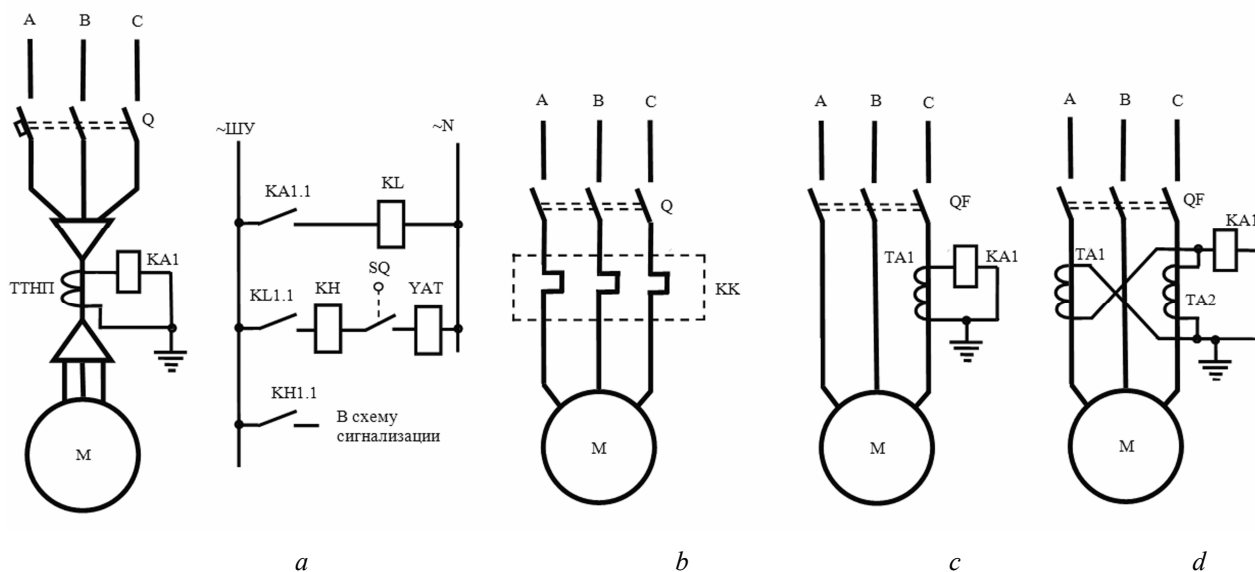 A B C
Q
ТТНП
KA1
M
~ШУ
~N
KA1.1
KL
KL1.1
KH
SQ
YAT
KH1.1
В схему
сигнализации
a
A B C
Q
KK
M
b
A B C
QF
TA1
KA1
M
c
A B C
QF
TA1
KA1
TA2
M
d